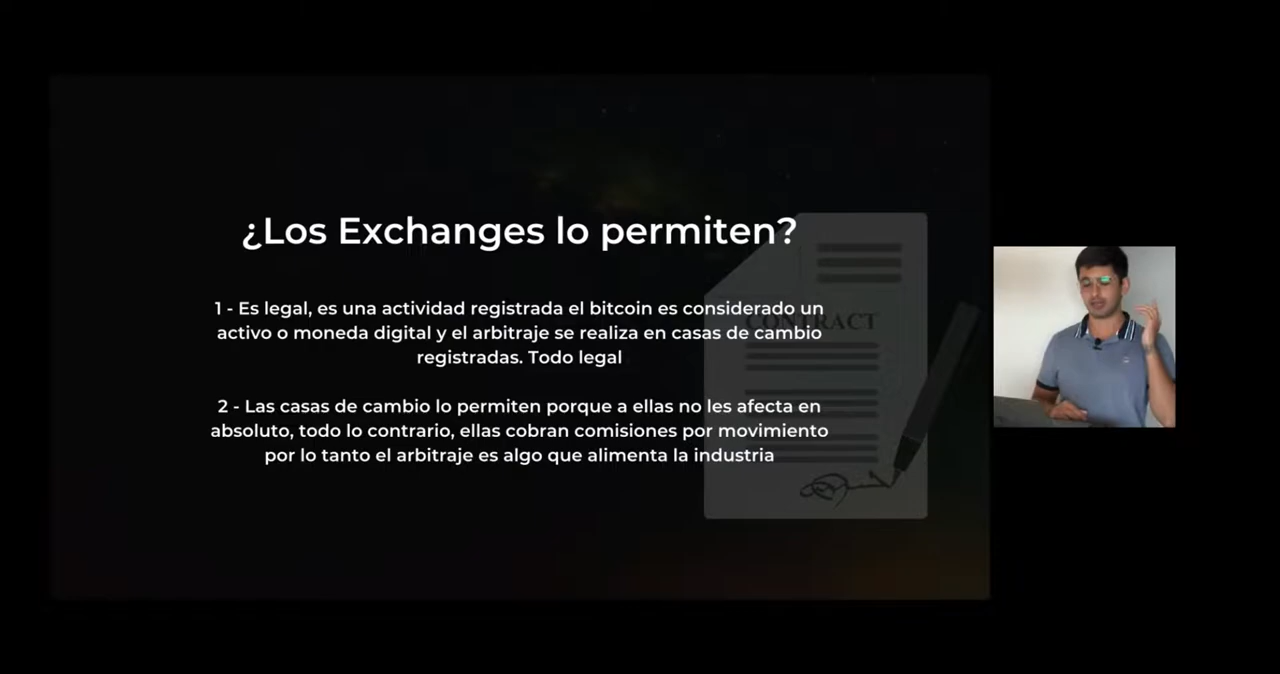 ¿Los Exchanges lo permiten?
1 - Es legal, es una actividad registrada el bitcoin es considerado un
activo o moneda digital y el arbitraje se realiza en casas de cambio
registradas. Todo legal
CONTRACT
2 - Las casas de cambio lo permiten porque a ellas no les afecta en
absoluto, todo lo contrario, ellas cobran comisiones por movimiento
por lo tanto el arbitraje es algo que alimenta la industria